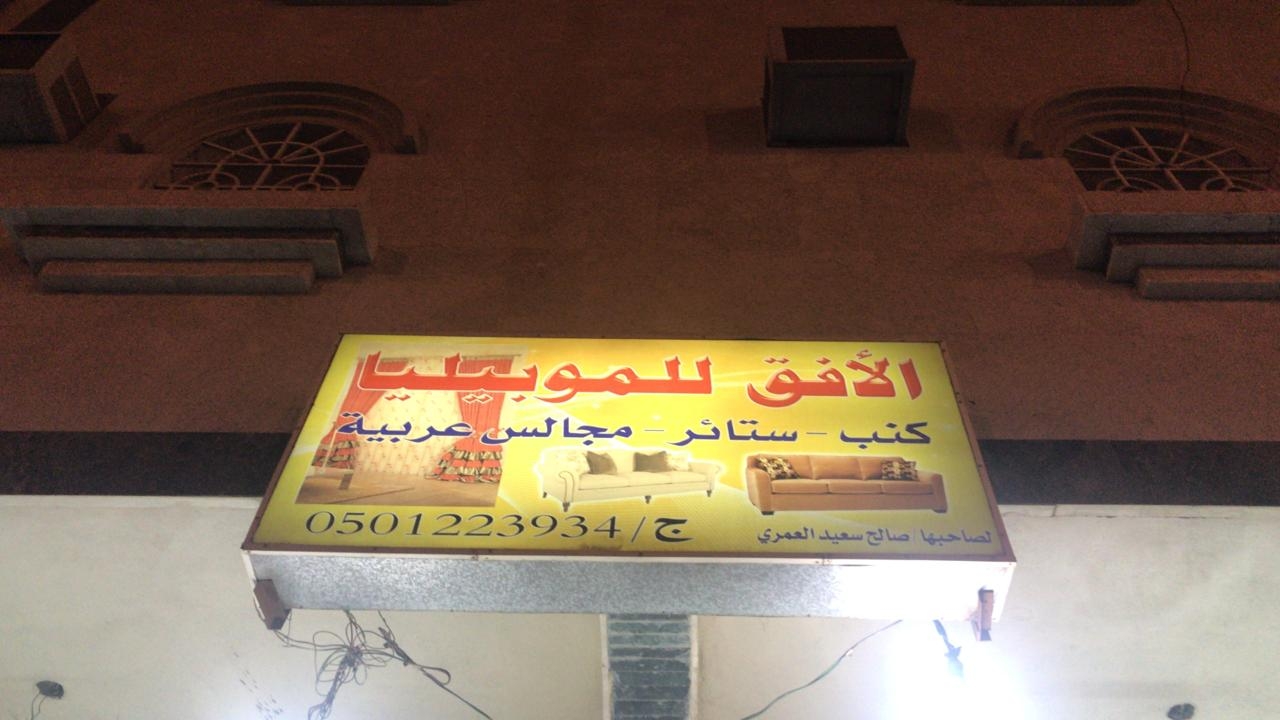 الأفق للموبيليا
كنب - ستائر - مجالس عربية
ج / 0501223934
لصاحبها / صالح سعيد العمري